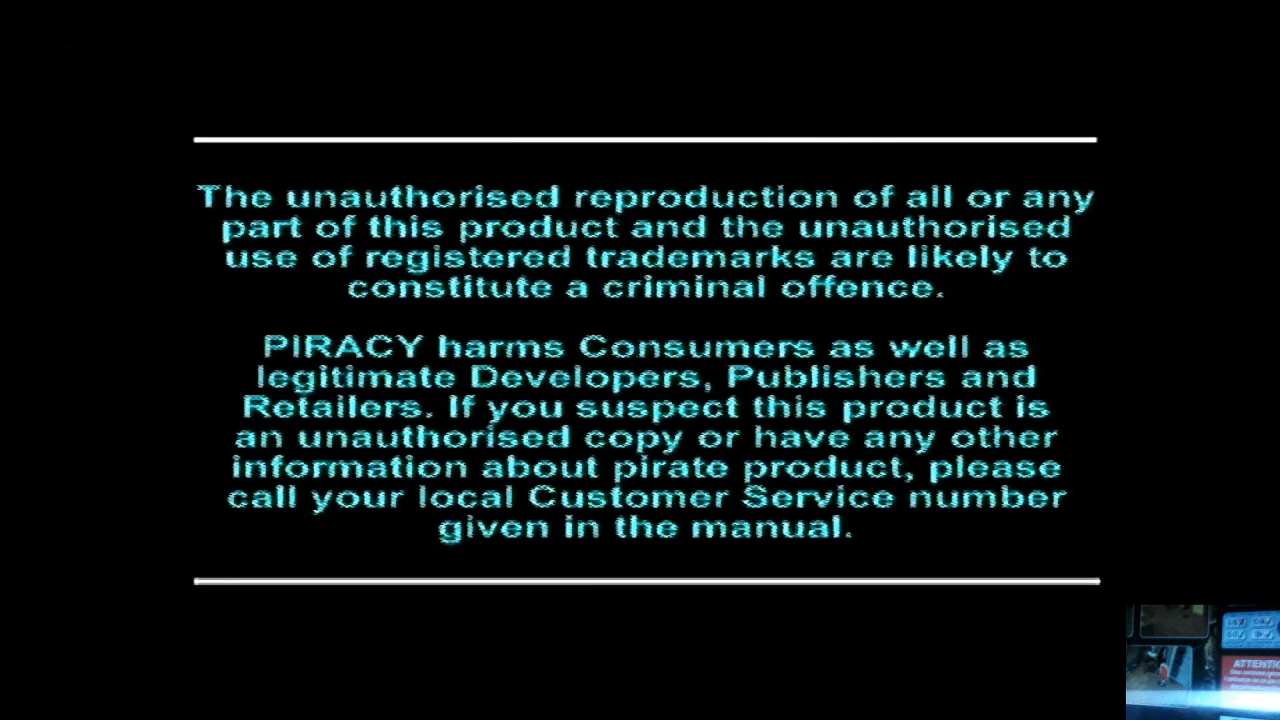 The unauthorised reproduction of all or any
part of this product and the unauthorised
use of registered trademarks are likely to
constitute a criminal offence.
PIRACY harms Consumers as well as
legitimate Developers, Publishers and
Retailers. If you suspect this product is
an unauthorised copy or have any other
information about pirate product, please
call your local Customer Service number
given in the manual.